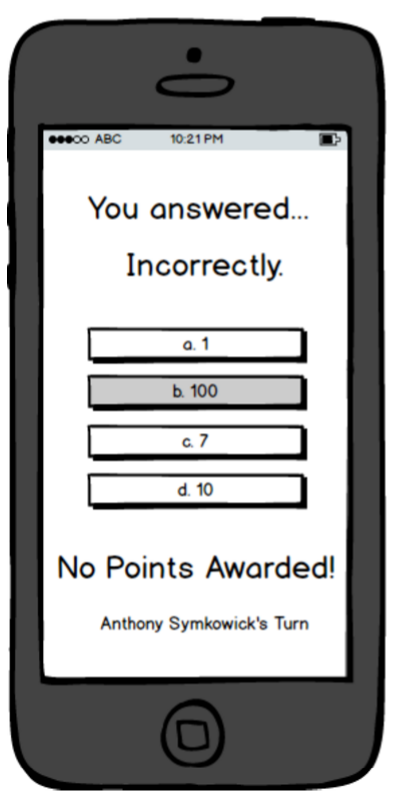 ABC 10:21 PM
You answered...
Incorrectly.
a. 1
b. 100
c. 7
d. 10
No Points Awarded!
Anthony Symkowick's Turn